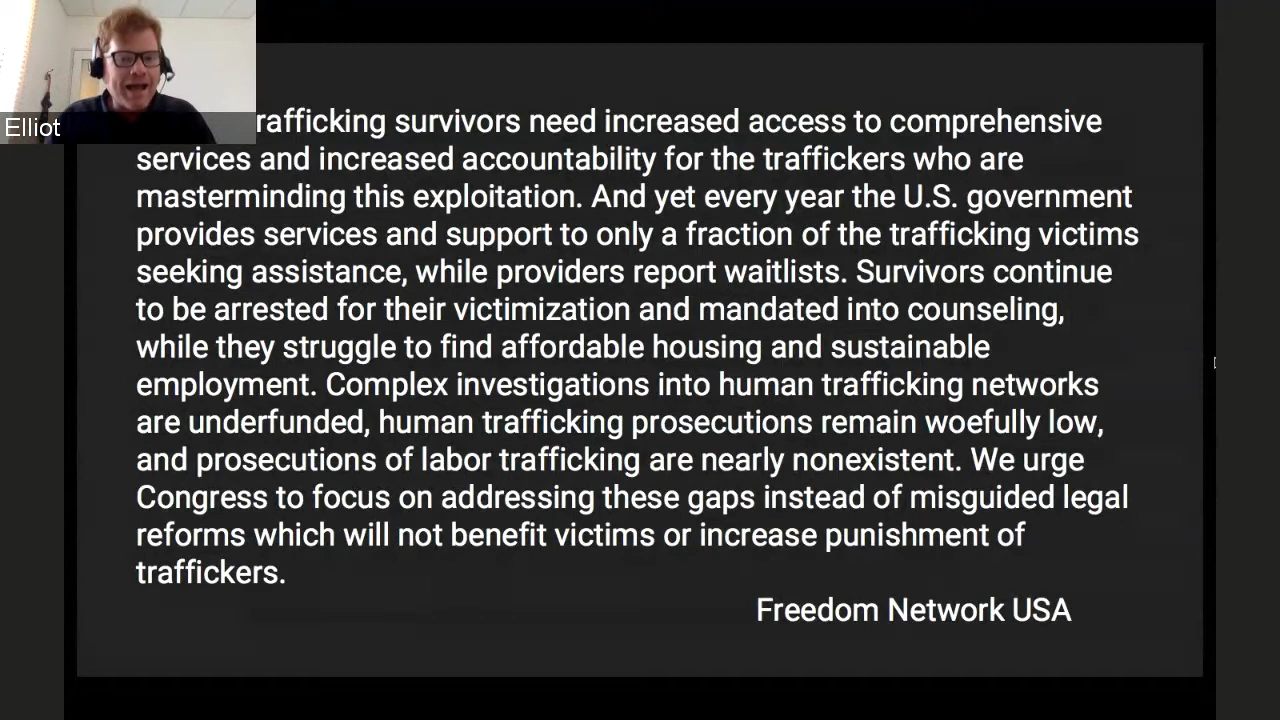 Elliot
rafficking survivors need increased access to comprehensive
services and increased accountability for the traffickers who are
masterminding this exploitation. And yet every year the U.S. government
provides services and support to only a fraction of the trafficking victims
seeking assistance, while providers report waitlists. Survivors continue
to be arrested for their victimization and mandated into counseling,
while they struggle to find affordable housing and sustainable
employment. Complex investigations into human trafficking networks
are underfunded, human trafficking prosecutions remain woefully low,
and prosecutions of labor trafficking are nearly nonexistent. We urge
Congress to focus on addressing these gaps instead of misguided legal
reforms which will not benefit victims or increase punishment of
traffickers.
Freedom Network USA